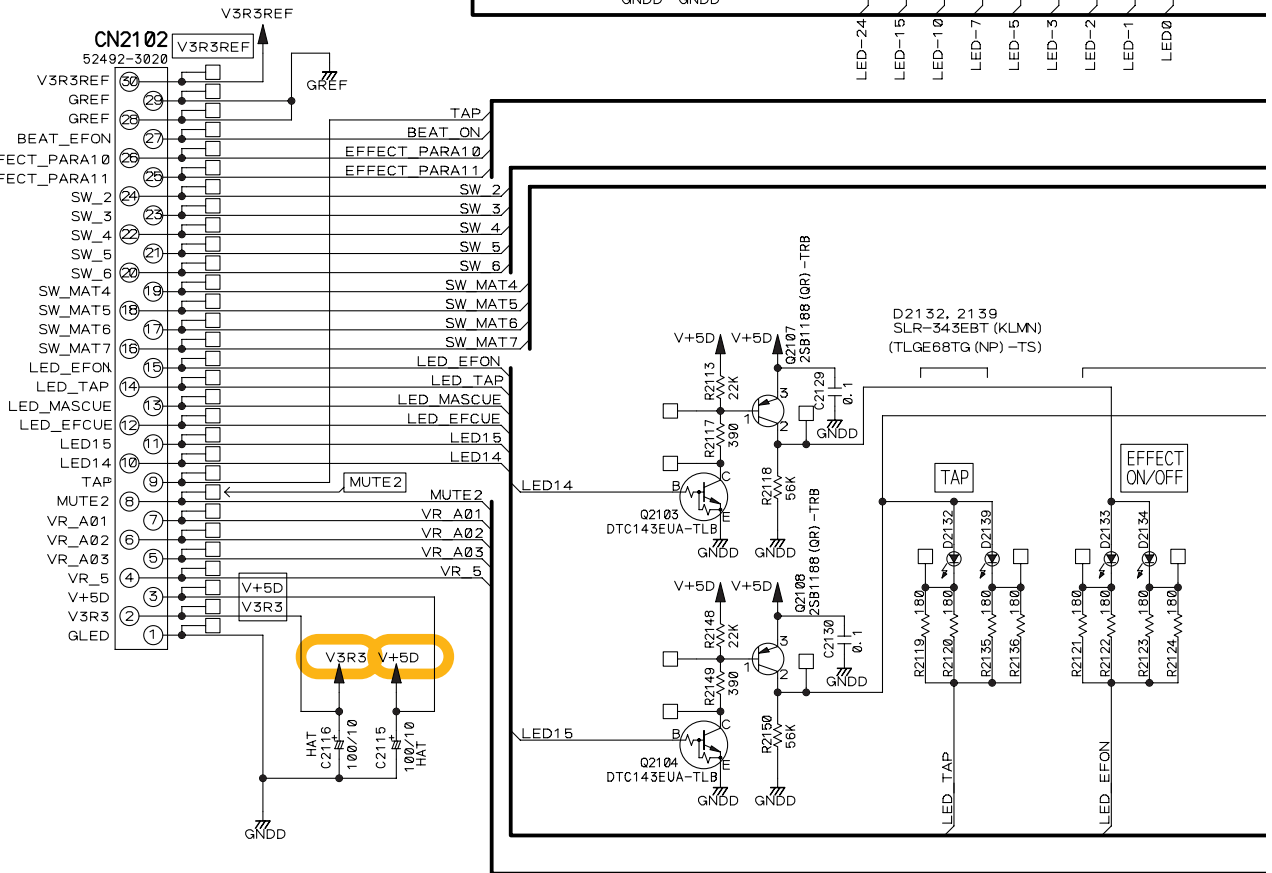 GNDD GNDD
LED-24
LED-15
LED-10
LED-7
LED-5
LED-3
LED-2
LED-1
LED0
V3R3REF
CN2102
V3R3REF
52492-3020
V3R3REF 30
GREF
GREF 29
GREF 28
BEAT_EFON 27
FECT_PARA10 26
FECT_PARA11 25
SW_2 24
SW_3 23
SW_4 22
SW_5 21
SW_6 20
SW_MAT4 19
SW_MAT5 18
SW_MAT6 17
SW_MAT7 16
LED_EFON 15
LED_TAP 14
LED_MASCUE 13
LED_EFCUE 12
LED15 11
LED14 10
TAP 9
MUTE2 8
VR_A01 7
VR_A02 6
VR_A03 5
VR_5 4
V+5D 3
V3R3 2
GLED 1
TAP
BEAT_ON
EFFECT_PARA10
EFFECT_PARA11
SW_2
SW_3
SW_4
SW_5
SW_6
SW_MAT4
SW_MAT5
SW_MAT6
SW_MAT7
LED_EFON
LED_TAP
LED_MASCUE
LED_EFCUE
LED15
LED14
MUTE2
MUTE2
VR_A01
VR_A02
VR_A03
VR_5
V+5D
V3R3
V3R3 V+5D
HAT
C2116
100/10
C2115
100/10
HAT
GNDD
LED14
V+5D V+5D
Q2107
2SB1188(QR)-TRB
R2113
22K
C2129
0.1
GNDD
3
1
2
R2117
390
B
C
E
Q2103
DTC143EUA-TLB
R2118
56K
GNDD GNDD
LED15
V+5D V+5D
Q2108
2SB1188(QR)-TRB
R2148
22K
C2130
0.1
GNDD
3
1
2
R2149
390
B
C
E
Q2104
DTC143EUA-TLB
R2150
56K
GNDD GNDD
D2132, 2139
SLR-343EBT(KLMN)
(TLGE68TG(NP)-TS)
TAP
EFFECT
ON/OFF
D2132
D2139
D2133
D2134
R2119 180
R2120 180
R2135 180
R2136 180
R2121 180
R2122 180
R2123 180
R2124 180
LED_TAP
LED_EFON